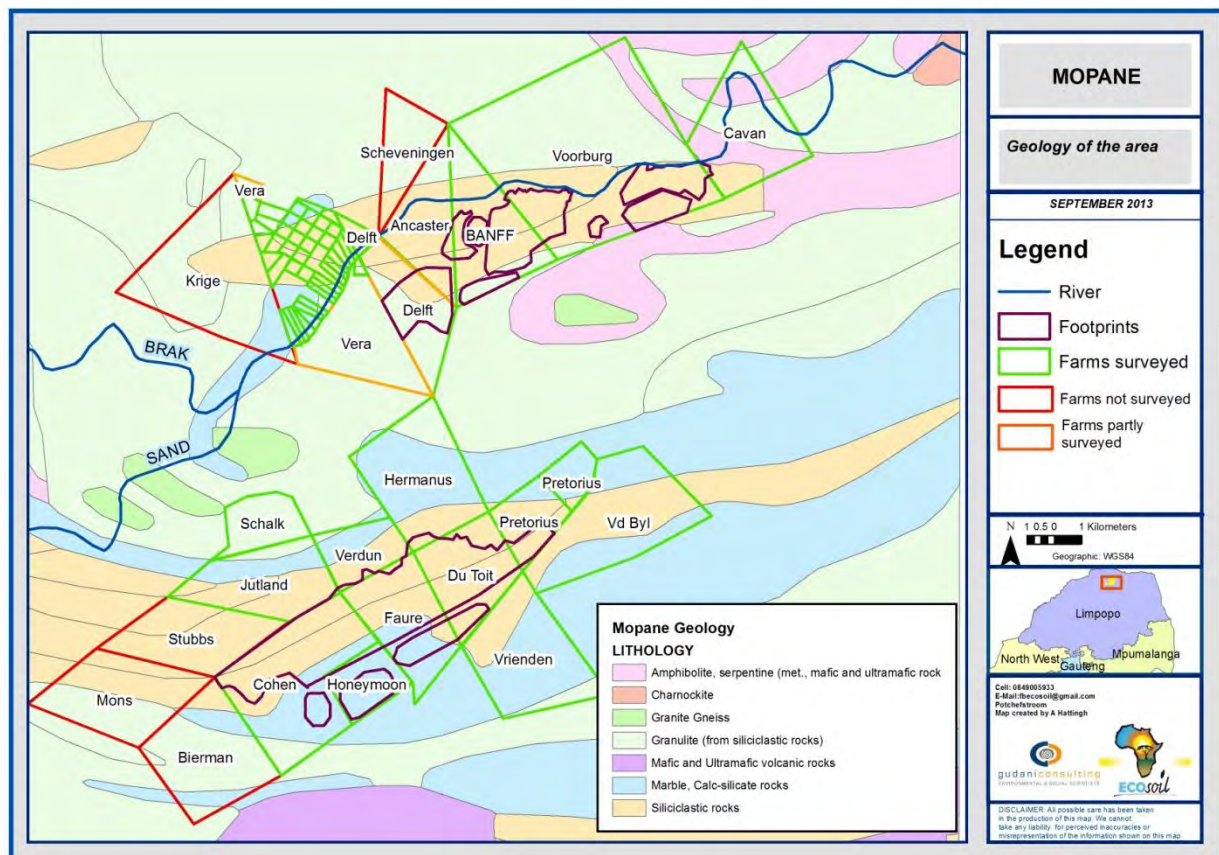 MOPANE
Geology of the area
SEPTEMBER 2013
Legend
River
Footprints
Farms surveyed
Farms not surveyed
Farms partly
surveyed
N
1 0.5 0 1 Kilometers
Geographic: WGS84
Limpopo
North West
Gauteng
Mpumalanga
Cell: 0849005933
E-Mail:fbecosoil@gmail.com
Potchefstroom
Map created by A Hattingh
gudaniconsulting
ENVIRONMENTAL & SOCIAL SCIENTISTS
ECOsoil
DISCLAIMER: All possible care has been taken
in the production of this map. We cannot
take any liability for perceived inaccuracies or
misrepresentation of the information shown on this map
Cavan
Voorburg
Scheveningen
Vera
Ancaster
Delft
BANFF
Krige
Delft
Vera
BRAK
SAND
Hermanus
Pretorius
Schalk
Pretorius
Vd Byl
Verdun
Jutland
Du Toit
Faure
Stubbs
Vrienden
Cohen
Honeymoon
Mons
Bierman
Mopane Geology
LITHOLOGY
Amphibolite, serpentine (met., mafic and ultramafic rock
Charnockite
Granite Gneiss
Granulite (from siliciclastic rocks)
Mafic and Ultramafic volcanic rocks
Marble, Calc-silicate rocks
Siliciclastic rocks